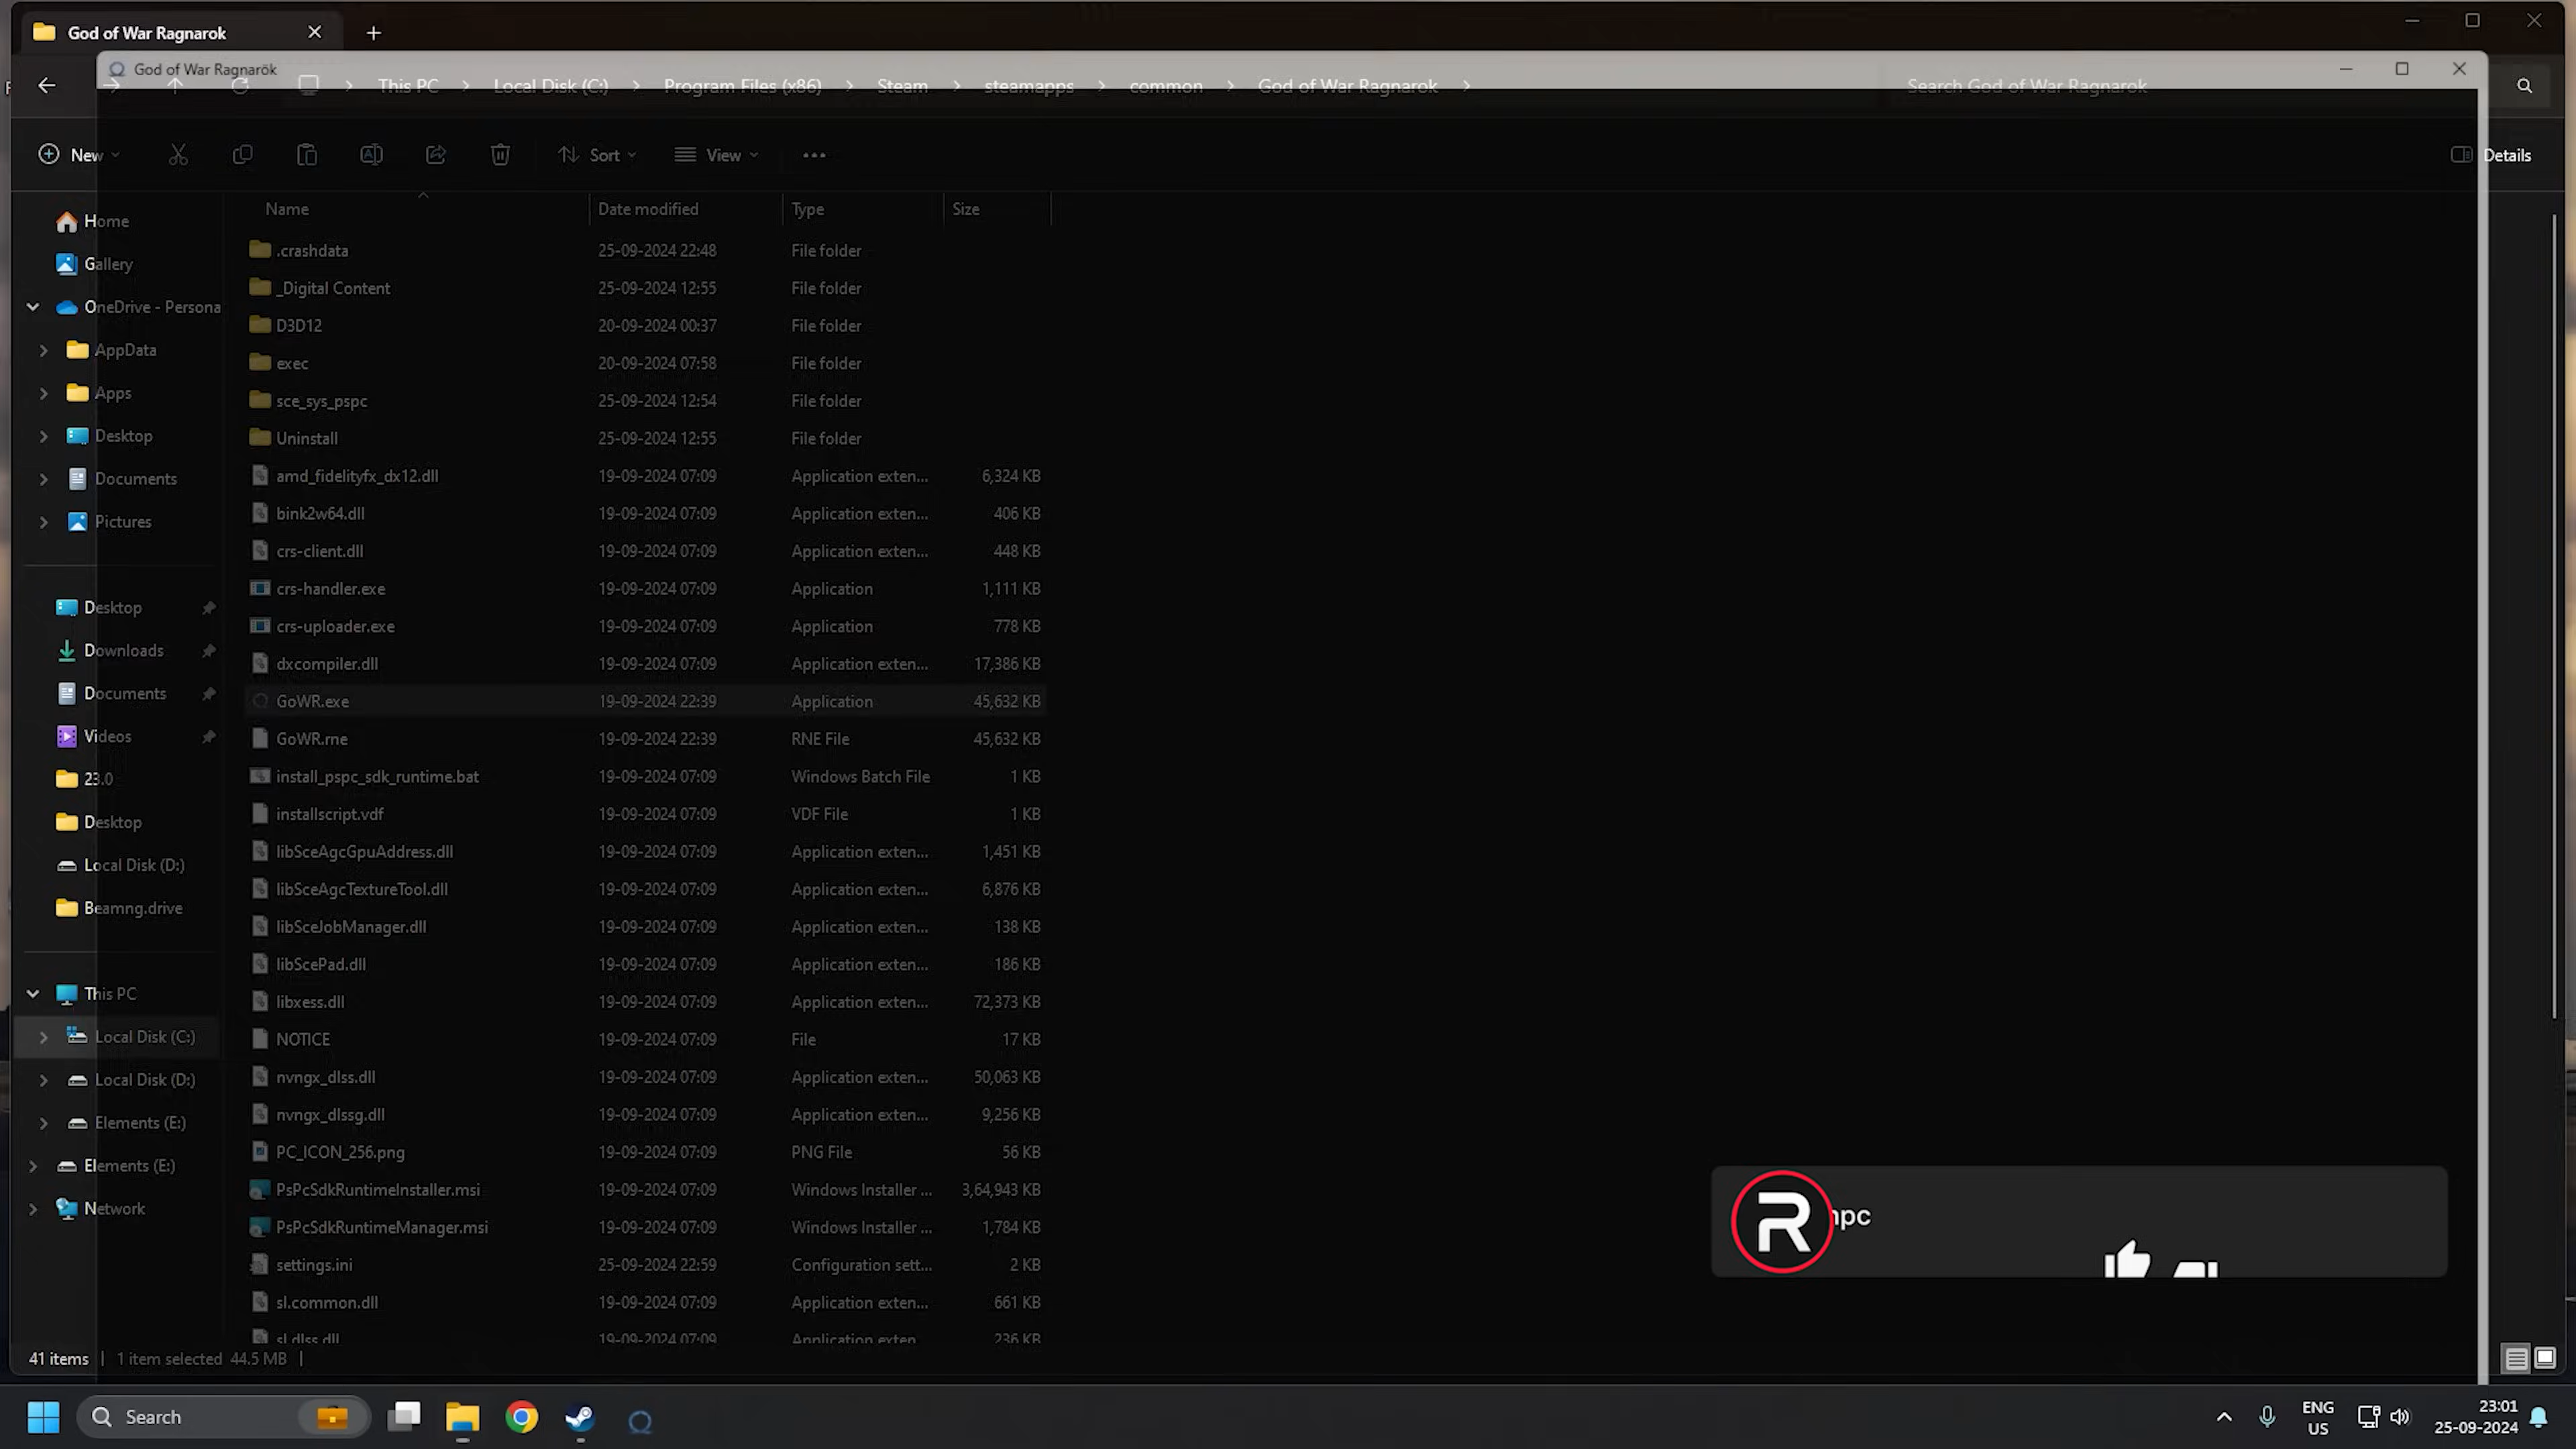 God of War Ragnarok
God of War Ragnarök
This PC > Local Disk (C:) > Program Files (x86) > Steam > steamapps > common > God of War Ragnarok >
Search God of War Ragnarok
New
Sort
View
Details
Name Date modified Type Size
Home
Gallery
OneDrive - Persona
AppData
Apps
Desktop
Documents
Pictures
Desktop
Downloads
Documents
Videos
23.0
Desktop
Local Disk (D:)
Beamng.drive
This PC
Local Disk (C:)
Local Disk (D:)
Elements (E:)
Elements (E:)
Network
.crashdata 25-09-2024 22:48 File folder
_Digital Content 25-09-2024 12:55 File folder
D3D12 20-09-2024 00:37 File folder
exec 20-09-2024 07:58 File folder
sce_sys_pspc 25-09-2024 12:54 File folder
Uninstall 25-09-2024 12:55 File folder
amd_fidelityfx_dx12.dll 19-09-2024 07:09 Application exten... 6,324 KB
bink2w64.dll 19-09-2024 07:09 Application exten... 406 KB
crs-client.dll 19-09-2024 07:09 Application exten... 448 KB
crs-handler.exe 19-09-2024 07:09 Application 1,111 KB
crs-uploader.exe 19-09-2024 07:09 Application 778 KB
dxcompiler.dll 19-09-2024 07:09 Application exten... 17,386 KB
GoWR.exe 19-09-2024 22:39 Application 45,632 KB
GoWR.rne 19-09-2024 22:39 RNE File 45,632 KB
install_pspc_sdk_runtime.bat 19-09-2024 07:09 Windows Batch File 1 KB
installscript.vdf 19-09-2024 07:09 VDF File 1 KB
libSceAgcGpuAddress.dll 19-09-2024 07:09 Application exten... 1,451 KB
libSceAgcTextureTool.dll 19-09-2024 07:09 Application exten... 6,876 KB
libSceJobManager.dll 19-09-2024 07:09 Application exten... 138 KB
libScePad.dll 19-09-2024 07:09 Application exten... 186 KB
libxess.dll 19-09-2024 07:09 Application exten... 72,373 KB
NOTICE 19-09-2024 07:09 File 17 KB
nvngx_dlss.dll 19-09-2024 07:09 Application exten... 50,063 KB
nvngx_dlssg.dll 19-09-2024 07:09 Application exten... 9,256 KB
PC_ICON_256.png 19-09-2024 07:09 PNG File 56 KB
PsPcSdkRuntimeInstaller.msi 19-09-2024 07:09 Windows Installer ... 3,64,943 KB
PsPcSdkRuntimeManager.msi 19-09-2024 07:09 Windows Installer ... 1,784 KB
settings.ini 25-09-2024 22:59 Configuration sett... 2 KB
sl.common.dll 19-09-2024 07:09 Application exten... 661 KB
sl.dlss.dll 19-09-2024 07:09 Application exten 236 KB
R
pc
41 items 1 item selected 44.5 MB
Search
ENG
US
23:01
25-09-2024